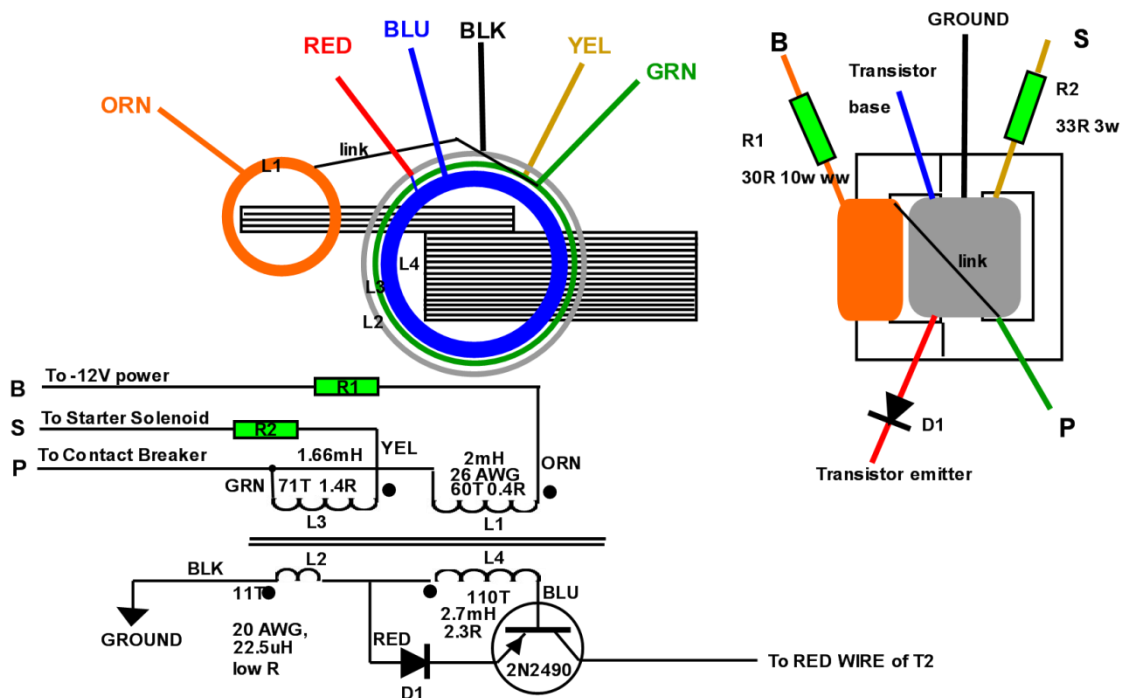 RED
BLU
BLK
YEL
GRN
ORN
link
L1
L4
L3
L2
GROUND
B
S
Transistor
base
R2
33R 3w
R1
30R 10w ww
link
D1
P
Transistor emitter
B To -12V power R1
S To Starter Solenoid R2
P To Contact Breaker
1.66mH
YEL
GRN
71T 1.4R
L3
2mH
26 AWG
60T 0.4R
ORN
L1
BLK
L2
L4
11T
110T
BLU
2.7mH
2.3R
GROUND
20 AWG,
22.5uH
low R
RED
D1
2N2490
To RED WIRE of T2